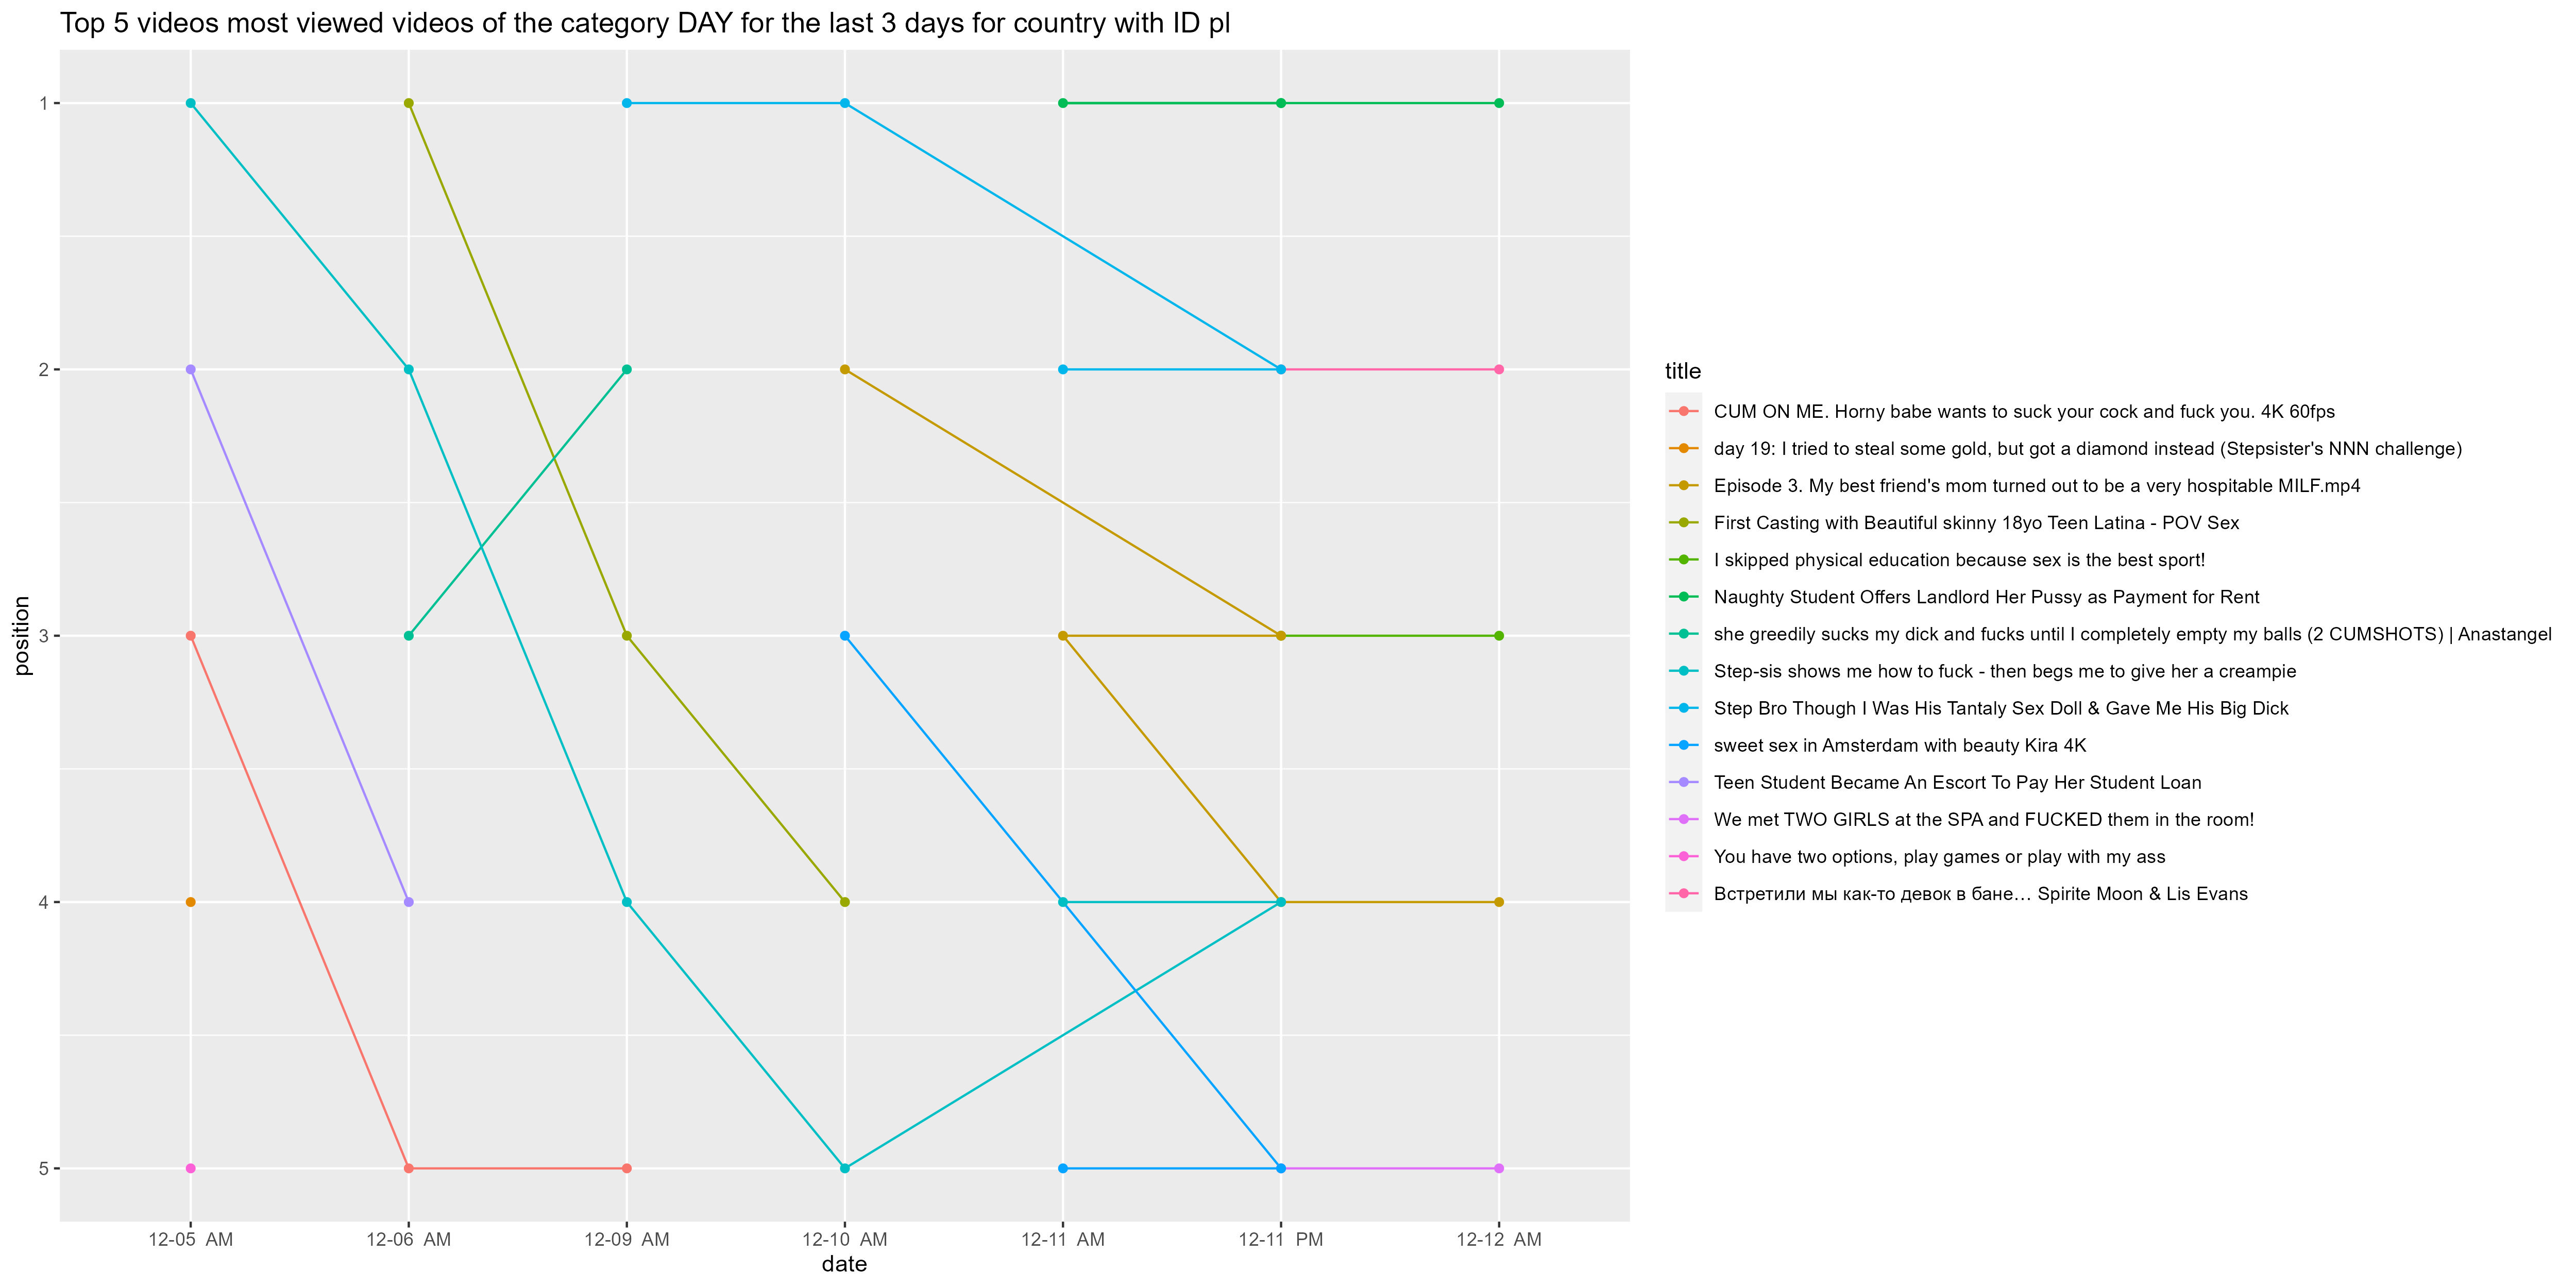 Top 5 videos most viewed videos of the category DAY for the last 3 days for country with ID pl
position
1
2
3
4
5
12-05 AM
12-06 AM
12-09 AM
12-10 AM
12-11 AM
12-11 PM
12-12 AM
date
title
CUM ON ME. Horny babe wants to suck your cock and fuck you. 4K 60fps
day 19: I tried to steal some gold, but got a diamond instead (Stepsister's NNN challenge)
Episode 3. My best friend's mom turned out to be a very hospitable MILF.mp4
First Casting with Beautiful skinny 18yo Teen Latina - POV Sex
I skipped physical education because sex is the best sport!
Naughty Student Offers Landlord Her Pussy as Payment for Rent
she greedily sucks my dick and fucks until I completely empty my balls (2 CUMSHOTS) | Anastangel
Step-sis shows me how to fuck - then begs me to give her a creampie
Step Bro Though I Was His Tantaly Sex Doll & Gave Me His Big Dick
sweet sex in Amsterdam with beauty Kira 4K
Teen Student Became An Escort To Pay Her Student Loan
We met TWO GIRLS at the SPA and FUCKED them in the room!
You have two options, play games or play with my ass
Встретили мы как-то девок в бане… Spirite Moon & Lis Evans